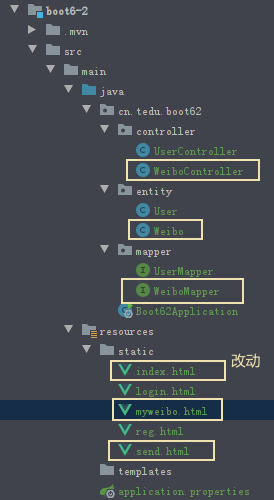 boot6-2
.mvn
src
main
java
cn.tedu.boot62
controller
UserController
WeiboController
entity
User
Weibo
mapper
UserMapper
WeiboMapper
Boot62Application
resources
static
改动
index.html
login.html
myweibo.html
reg.html
send.html
templates
application.properties